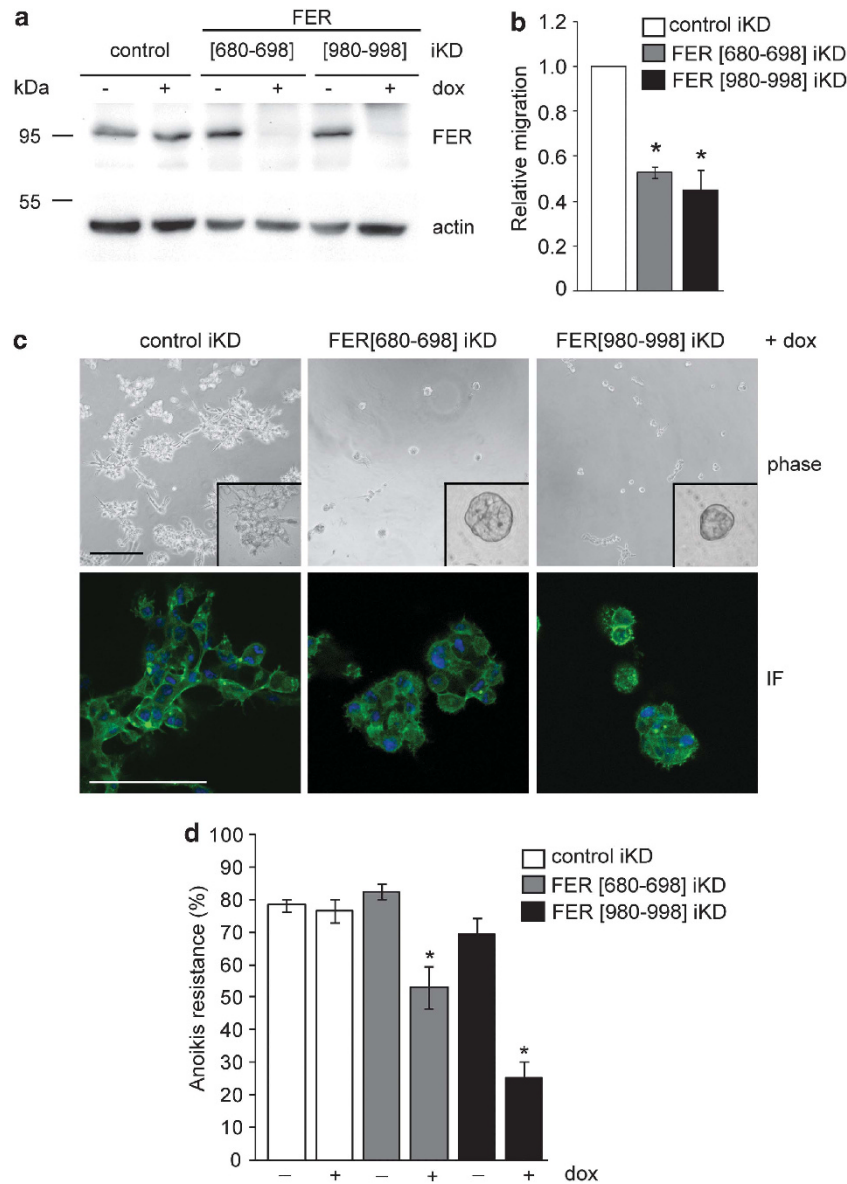 a
FER
control [680-698] [980-998] iKD
kDa - + - + - + dox
95 FER
55
actin
b
control iKD
FER [680-698] iKD
FER [980-998] iKD
Relative migration
1.2
1.0
0.8
0.6
0.4
1.2
0
* *
c
control iKD FER[680-698] iKD FER[980-998] iKD + dox
phase
IF
d
control iKD
FER [680-698] iKD
FER [980-998] iKD
Anoikis resistance (%)
100
90
80
70
60
50
40
30
20
10
0
*
*
– + – + – + dox